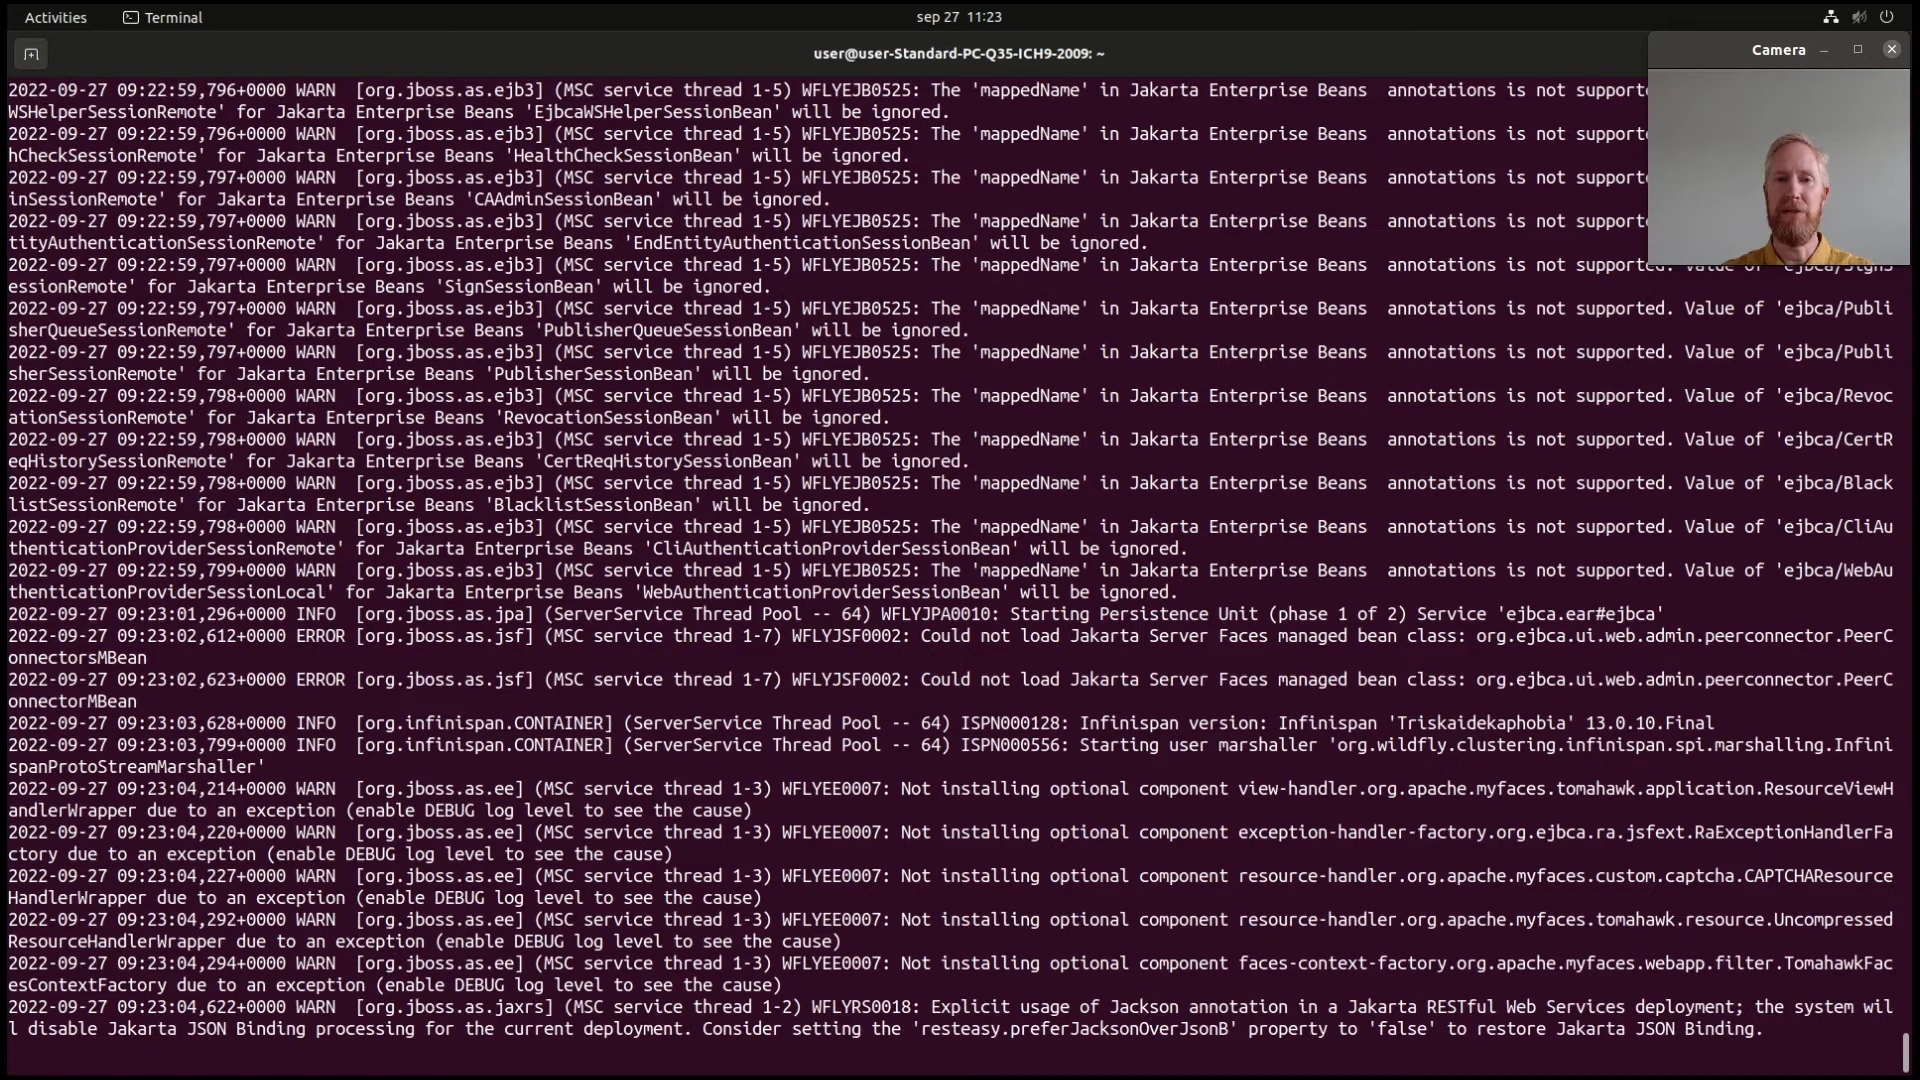 Activities Terminal sep 27 11:23
user@user-Standard-PC-Q35-ICH9-2009: ~
Camera
2022-09-27 09:22:59,796+0000 WARN [org.jboss.as.ejb3] (MSC service thread 1-5) WFLYEJB0525: The 'mappedName' in Jakarta Enterprise Beans annotations is not
WSHelperSessionRemote' for Jakarta Enterprise Beans 'EjbcaWSHelperSessionBean' will be ignored.
2022-09-27 09:22:59,796+0000 WARN [org.jboss.as.ejb3] (MSC service thread 1-5) WFLYEJB0525: The 'mappedName' in Jakarta Enterprise Beans annotations is not
hCheckSessionRemote' for Jakarta Enterprise Beans 'HealthCheckSessionBean' will be ignored.
2022-09-27 09:22:59,797+0000 WARN [org.jboss.as.ejb3] (MSC service thread 1-5) WFLYEJB0525: The 'mappedName' in Jakarta Enterprise Beans annotations is not
inSessionRemote' for Jakarta Enterprise Beans 'CAAdminSessionBean' will be ignored.
2022-09-27 09:22:59,797+0000 WARN [org.jboss.as.ejb3] (MSC service thread 1-5) WFLYEJB0525: The 'mappedName' in Jakarta Enterprise Beans annotations is not
tityAuthenticationSessionRemote' for Jakarta Enterprise Beans 'EndEntityAuthenticationSessionBean' will be ignored.
2022-09-27 09:22:59,797+0000 WARN [org.jboss.as.ejb3] (MSC service thread 1-5) WFLYEJB0525: The 'mappedName' in Jakarta Enterprise Beans annotations is not supported. Value of 'ejbca/SignS
essionRemote' for Jakarta Enterprise Beans 'SignSessionBean' will be ignored.
2022-09-27 09:22:59,797+0000 WARN [org.jboss.as.ejb3] (MSC service thread 1-5) WFLYEJB0525: The 'mappedName' in Jakarta Enterprise Beans annotations is not supported. Value of 'ejbca/Publi
sherQueueSessionRemote' for Jakarta Enterprise Beans 'PublisherQueueSessionBean' will be ignored.
2022-09-27 09:22:59,797+0000 WARN [org.jboss.as.ejb3] (MSC service thread 1-5) WFLYEJB0525: The 'mappedName' in Jakarta Enterprise Beans annotations is not supported. Value of 'ejbca/Publi
sherSessionRemote' for Jakarta Enterprise Beans 'PublisherSessionBean' will be ignored.
2022-09-27 09:22:59,798+0000 WARN [org.jboss.as.ejb3] (MSC service thread 1-5) WFLYEJB0525: The 'mappedName' in Jakarta Enterprise Beans annotations is not supported. Value of 'ejbca/Revoc
ationSessionRemote' for Jakarta Enterprise Beans 'RevocationSessionBean' will be ignored.
2022-09-27 09:22:59,798+0000 WARN [org.jboss.as.ejb3] (MSC service thread 1-5) WFLYEJB0525: The 'mappedName' in Jakarta Enterprise Beans annotations is not supported. Value of 'ejbca/CertR
eqHistorySessionRemote' for Jakarta Enterprise Beans 'CertReqHistorySessionBean' will be ignored.
2022-09-27 09:22:59,798+0000 WARN [org.jboss.as.ejb3] (MSC service thread 1-5) WFLYEJB0525: The 'mappedName' in Jakarta Enterprise Beans annotations is not supported. Value of 'ejbca/Black
listSessionRemote' for Jakarta Enterprise Beans 'BlacklistSessionBean' will be ignored.
2022-09-27 09:22:59,798+0000 WARN [org.jboss.as.ejb3] (MSC service thread 1-5) WFLYEJB0525: The 'mappedName' in Jakarta Enterprise Beans annotations is not supported. Value of 'ejbca/CliAu
thenticationProviderSessionRemote' for Jakarta Enterprise Beans 'CliAuthenticationProviderSessionBean' will be ignored.
2022-09-27 09:22:59,799+0000 WARN [org.jboss.as.ejb3] (MSC service thread 1-5) WFLYEJB0525: The 'mappedName' in Jakarta Enterprise Beans annotations is not supported. Value of 'ejbca/WebAu
thenticationProviderSessionLocal' for Jakarta Enterprise Beans 'WebAuthenticationProviderSessionBean' will be ignored.
2022-09-27 09:23:01,296+0000 INFO [org.jboss.as.jpa] (ServerService Thread Pool -- 64) WFLYJPA0010: Starting Persistence Unit (phase 1 of 2) Service 'ejbca.ear#ejbca'
2022-09-27 09:23:02,612+0000 ERROR [org.jboss.as.jsf] (MSC service thread 1-7) WFLYJSF0002: Could not load Jakarta Server Faces managed bean class: org.ejbca.ui.web.admin.peerconnector.PeerC
onnectorsMBean
2022-09-27 09:23:02,623+0000 ERROR [org.jboss.as.jsf] (MSC service thread 1-7) WFLYJSF0002: Could not load Jakarta Server Faces managed bean class: org.ejbca.ui.web.admin.peerconnector.PeerC
onnectorMBean
2022-09-27 09:23:03,628+0000 INFO [org.infinispan.CONTAINER] (ServerService Thread Pool -- 64) ISPN000128: Infinispan version: Infinispan 'Triskaidekaphobia' 13.0.10.Final
2022-09-27 09:23:03,799+0000 INFO [org.infinispan.CONTAINER] (ServerService Thread Pool -- 64) ISPN000556: Starting user marshaller 'org.wildfly.clustering.infinispan.spi.marshalling.Infini
spanProtoStreamMarshaller'
2022-09-27 09:23:04,214+0000 WARN [org.jboss.as.ee] (MSC service thread 1-3) WFLYEE0007: Not installing optional component view-handler.org.apache.myfaces.tomahawk.application.ResourceViewH
andlerWrapper due to an exception (enable DEBUG log level to see the cause)
2022-09-27 09:23:04,220+0000 WARN [org.jboss.as.ee] (MSC service thread 1-3) WFLYEE0007: Not installing optional component exception-handler-factory.org.ejbca.ra.jsfext.RaExceptionHandlerFa
ctory due to an exception (enable DEBUG log level to see the cause)
2022-09-27 09:23:04,227+0000 WARN [org.jboss.as.ee] (MSC service thread 1-3) WFLYEE0007: Not installing optional component resource-handler.org.apache.myfaces.custom.captcha.CAPTCHAResource
HandlerWrapper due to an exception (enable DEBUG log level to see the cause)
2022-09-27 09:23:04,292+0000 WARN [org.jboss.as.ee] (MSC service thread 1-3) WFLYEE0007: Not installing optional component resource-handler.org.apache.myfaces.tomahawk.resource.Uncompressed
ResourceHandlerWrapper due to an exception (enable DEBUG log level to see the cause)
2022-09-27 09:23:04,294+0000 WARN [org.jboss.as.ee] (MSC service thread 1-3) WFLYEE0007: Not installing optional component faces-context-factory.org.apache.myfaces.webapp.filter.TomahawkFac
esContextFactory due to an exception (enable DEBUG log level to see the cause)
2022-09-27 09:23:04,622+0000 WARN [org.jboss.as.jaxrs] (MSC service thread 1-2) WFLYRS0018: Explicit usage of Jackson annotation in a Jakarta RESTful Web Services deployment; the system wil
l disable Jakarta JSON Binding processing for the current deployment. Consider setting the 'resteasy.preferJacksonOverJsonB' property to 'false' to restore Jakarta JSON Binding.